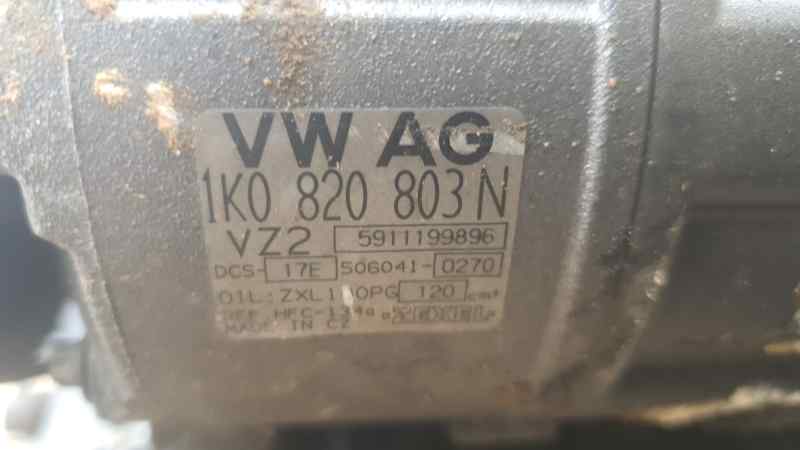 VW AG
1K0 820 803 N
VZ2 5911199896
DCS- 17E 506041- 0270
OIL: 120 cm³
REF. HFC-134a ZEXEL
MADE IN CZ